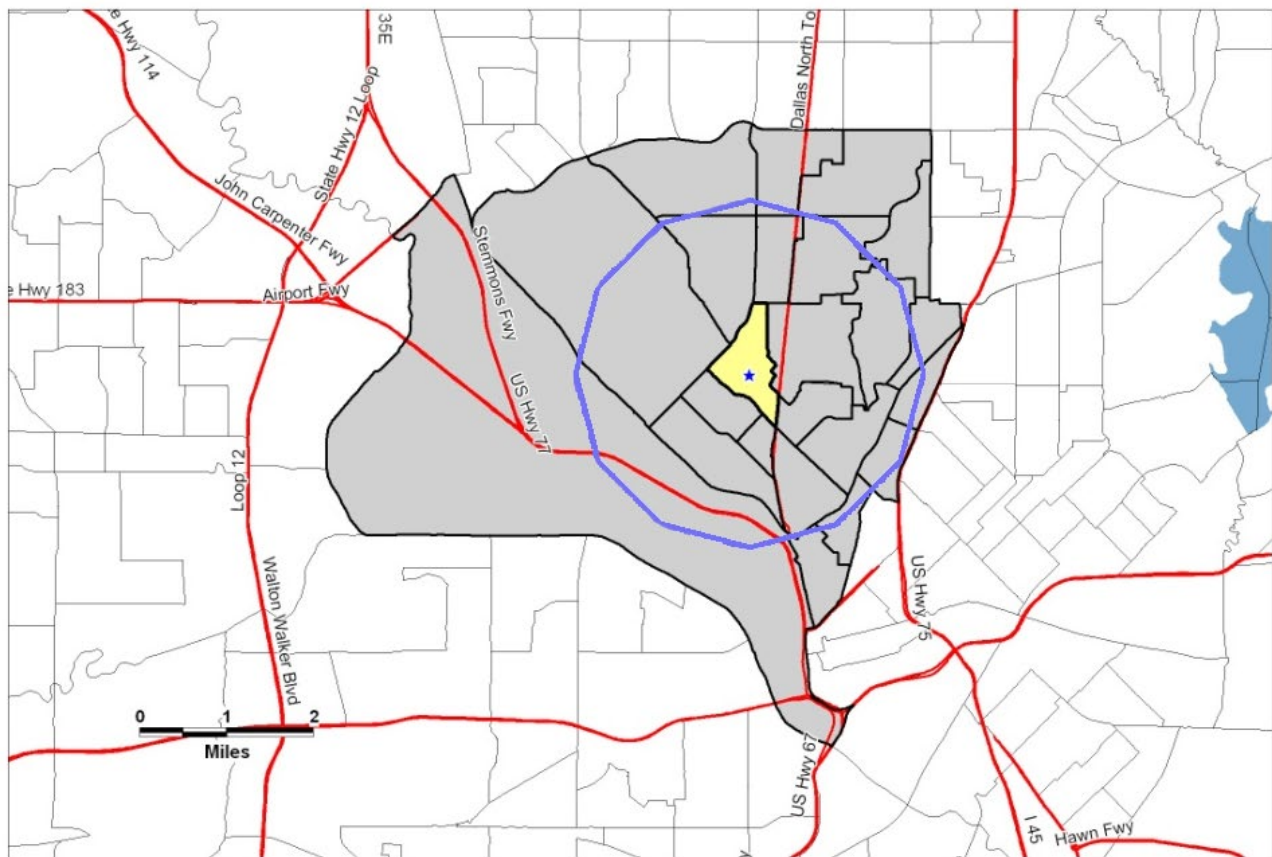 e Hwy 114
35E
Dallas North To
State Hwy 12 Loop
John Carpenter Fwy
Stemmons Fwy
e Hwy 183
Airport Fwy
US Hwy 77
Loop 12
US Hwy 75
Walton Walker Blvd
0 1 2
Miles
US Hwy 67
I 45
Hawn Fwy